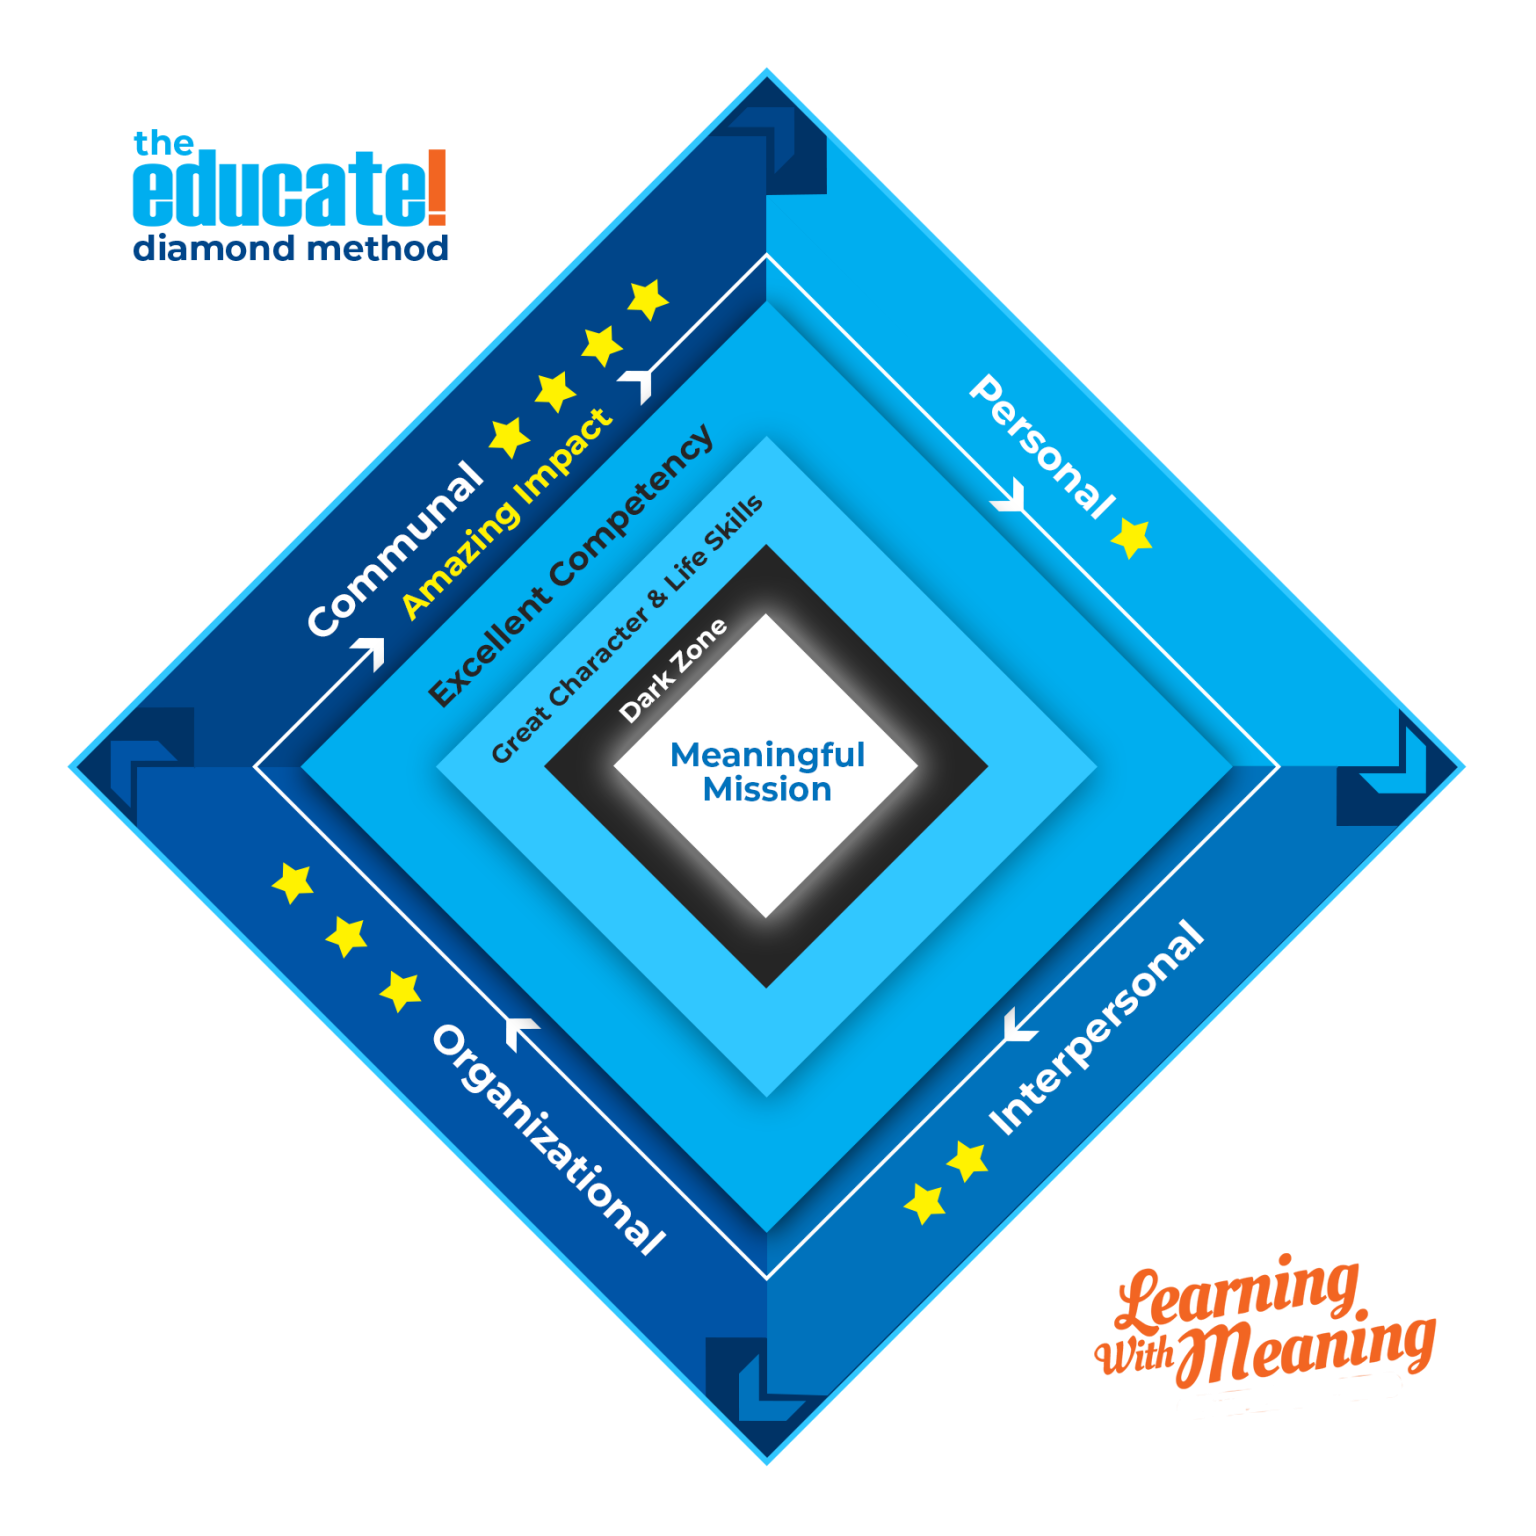 the
educate!
diamond method
Communal
Amazing Impact
Excellent Competency
Great Character & Life Skills
Dark Zone
Meaningful
Mission
Personal
Interpersonal
Organizational
Learning
With Meaning